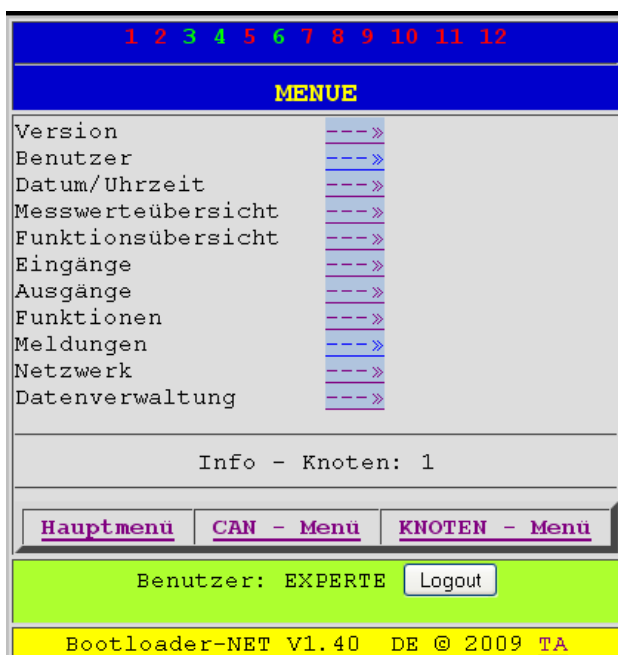 1 2 3 4 5 6 7 8 9 10 11 12
MENUE
Version ---»
Benutzer ---»
Datum/Uhrzeit ---»
Messwerteübersicht ---»
Funktionsübersicht ---»
Eingänge ---»
Ausgänge ---»
Funktionen ---»
Meldungen ---»
Netzwerk ---»
Datenverwaltung ---»
Info - Knoten: 1
Hauptmenü CAN - Menü KNOTEN - Menü
Benutzer: EXPERTE Logout
Bootloader-NET V1.40 DE © 2009 TA